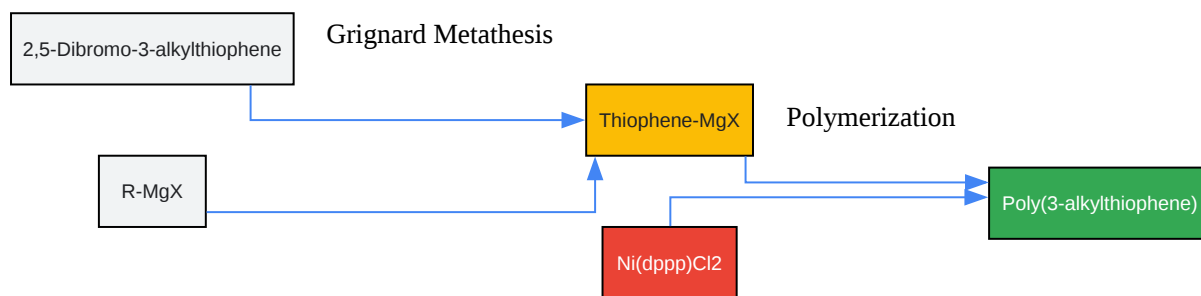 2,5-Dibromo-3-alkylthiophene
Grignard Metathesis
Thiophene-MgX
Polymerization
R-MgX
Poly(3-alkylthiophene)
Ni(dppp)Cl2